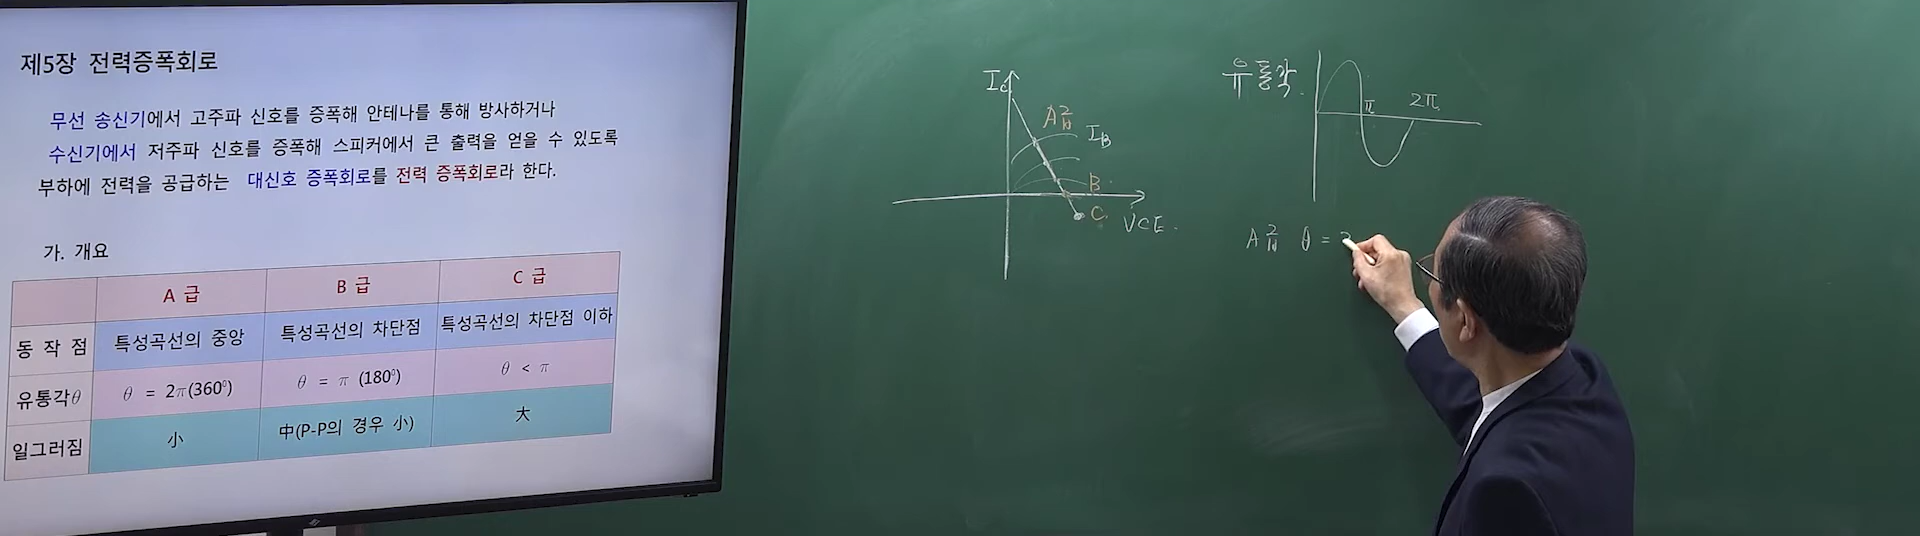 제5장 전력증폭회로
무선 송신기에서 고주파 신호를 증폭해 안테나를 통해 방사하거나
수신기에서 저주파 신호를 증폭해 스피커에서 큰 출력을 얻을 수 있도록
부하에 전력을 공급하는 대신호 증폭회로를 전력 증폭회로라 한다.
가. 개요
A 급 B 급 C 급
동 작 점 특성곡선의 중앙 특성곡선의 차단점 특성곡선의 차단점 이하
유통각θ θ = 2π(360⁰) θ = π (180⁰) θ < π
일그러짐 小 中(P-P의 경우 小) 大
IC
A급
IB
B
C
VCE
유통각
π
2π
A급 θ = 2